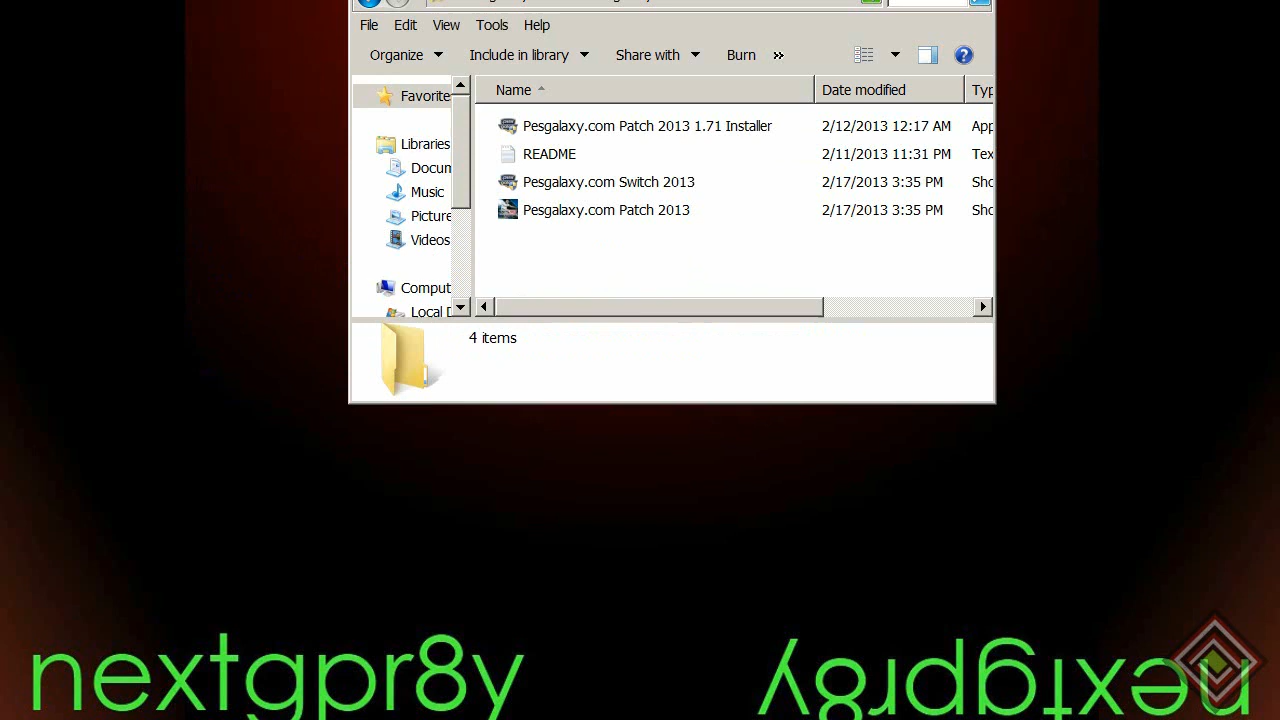 File Edit View Tools Help
Organize Include in library Share with Burn »
Name Date modified Typ
Favorite
Pesgalaxy.com Patch 2013 1.71 Installer 2/12/2013 12:17 AM App
Libraries
README 2/11/2013 11:31 PM Tex
Docum
Pesgalaxy.com Switch 2013 2/17/2013 3:35 PM Sho
Music
Pesgalaxy.com Patch 2013 2/17/2013 3:35 PM Sho
Picture
Videos
Comput
Local D
4 items
nextgpr8y nextgpr8y